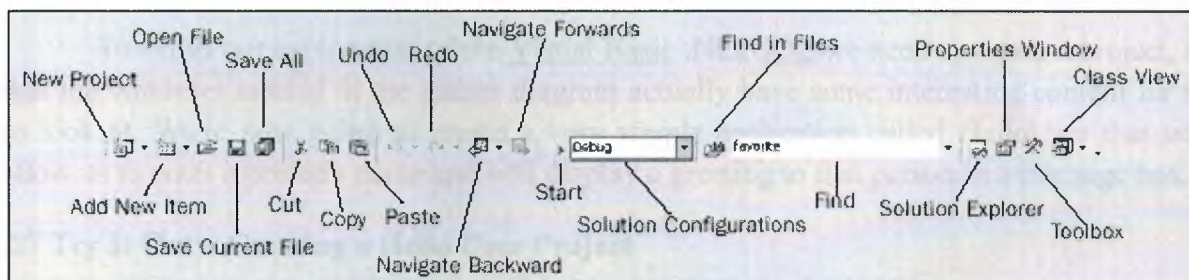 Navigate Forwards
Open File
Find in Files
Save All
Undo Redo
Properties Window
New Project
Class View
Debug
favorite
Add New Item
Cut
Copy
Paste
Start
Find
Solution Configurations
Solution Explorer
Toolbox
Save Current File
Navigate Backward